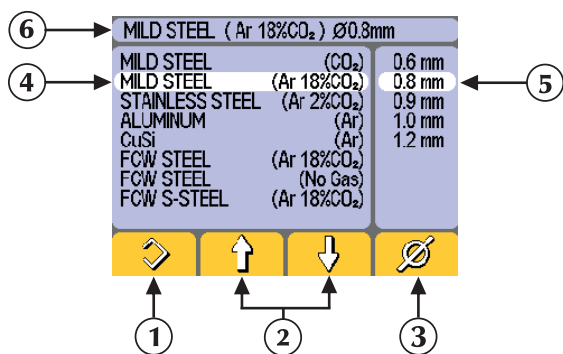 6 MILD STEEL ( Ar 18%CO₂ ) Ø0.8mm
MILD STEEL (CO₂) 0.6 mm
4 MILD STEEL (Ar 18%CO₂) 0.8 mm 5
STAINLESS STEEL (Ar 2%CO₂) 0.9 mm
ALUMINUM (Ar) 1.0 mm
CuSi (Ar) 1.2 mm
FCW STEEL (Ar 18%CO₂)
FCW STEEL (No Gas)
FCW S-STEEL (Ar 18%CO₂)
Ø
1 2 3